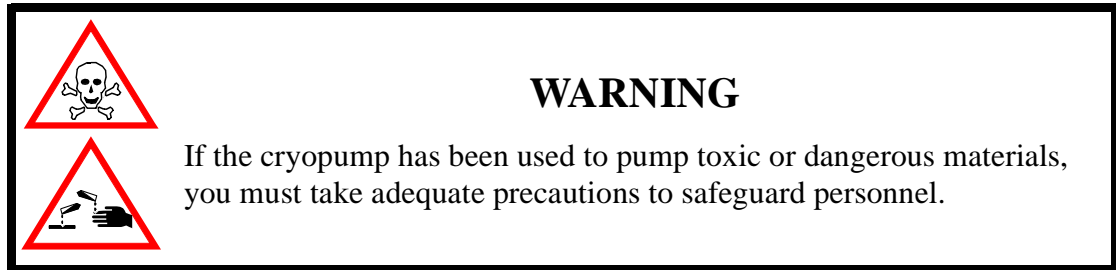 WARNING
If the cryopump has been used to pump toxic or dangerous materials,
you must take adequate precautions to safeguard personnel.